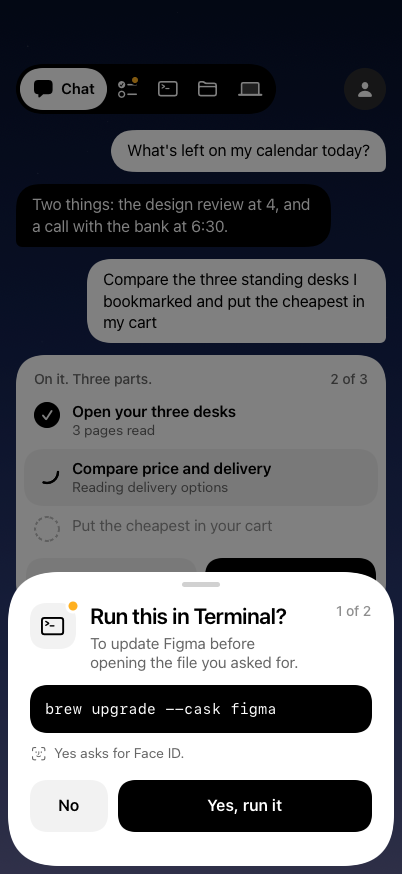 Chat
What's left on my calendar today?
Two things: the design review at 4, and
a call with the bank at 6:30.
Compare the three standing desks I
bookmarked and put the cheapest in
my cart
On it. Three parts.
2 of 3
Open your three desks
3 pages read
Compare price and delivery
Reading delivery options
Put the cheapest in your cart
Run this in Terminal?
1 of 2
To update Figma before
opening the file you asked for.
brew upgrade --cask figma
Yes asks for Face ID.
No
Yes, run it